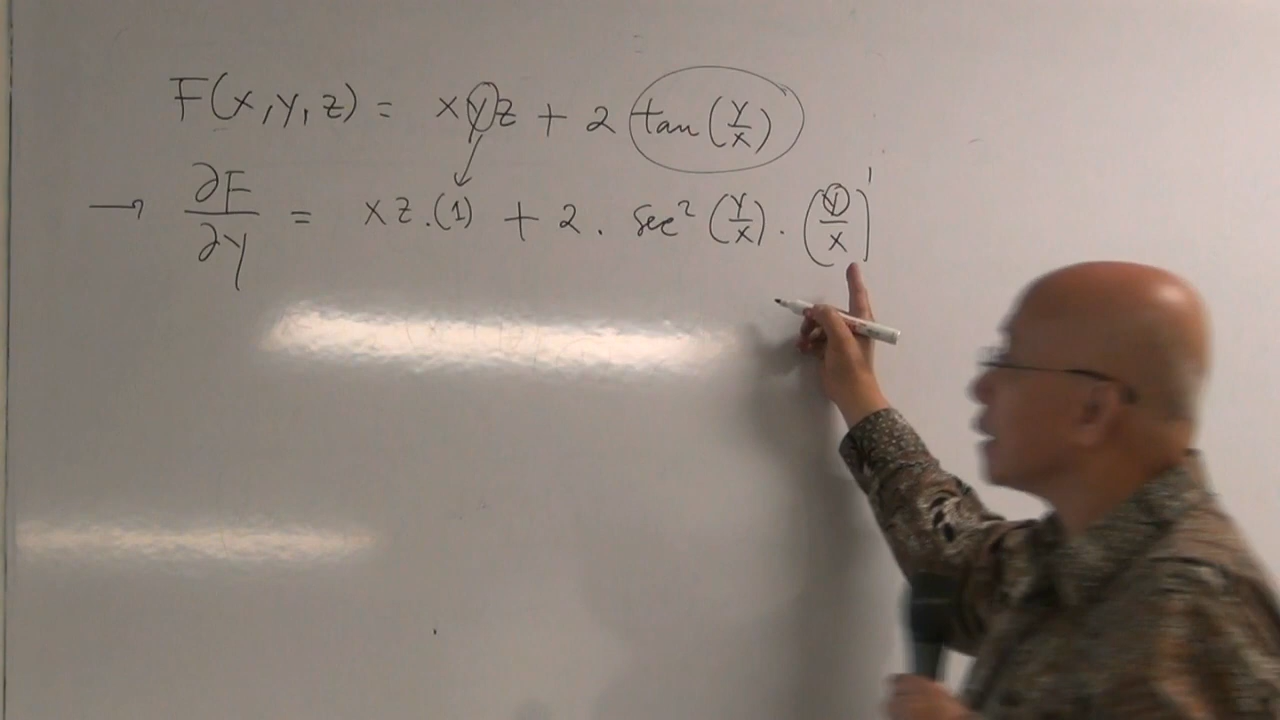 F(x,y,z) = xyz + 2 tan(y/x)
→ ∂F/∂y = xz.(1) + 2 . sec²(y/x) . (y/x)'